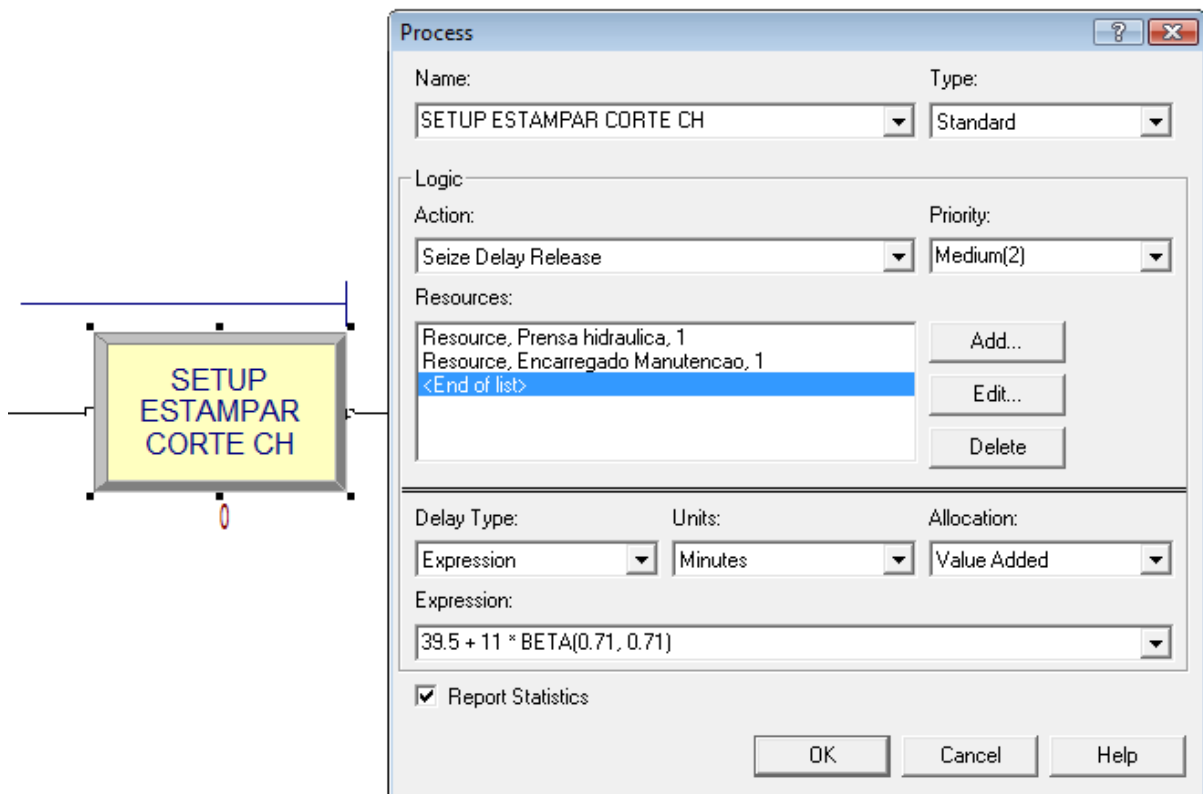 Process
Name:
Type:
SETUP ESTAMPAR CORTE CH
Standard
Logic
Action:
Priority:
Seize Delay Release
Medium(2)
Resources:
Resource, Prensa hidraulica, 1
Resource, Encarregado Manutencao, 1
<End of list>
Add...
Edit...
Delete
SETUP
ESTAMPAR
CORTE CH
0
Delay Type:
Units:
Allocation:
Expression
Minutes
Value Added
Expression:
39.5 + 11 * BETA(0.71, 0.71)
Report Statistics
OK
Cancel
Help